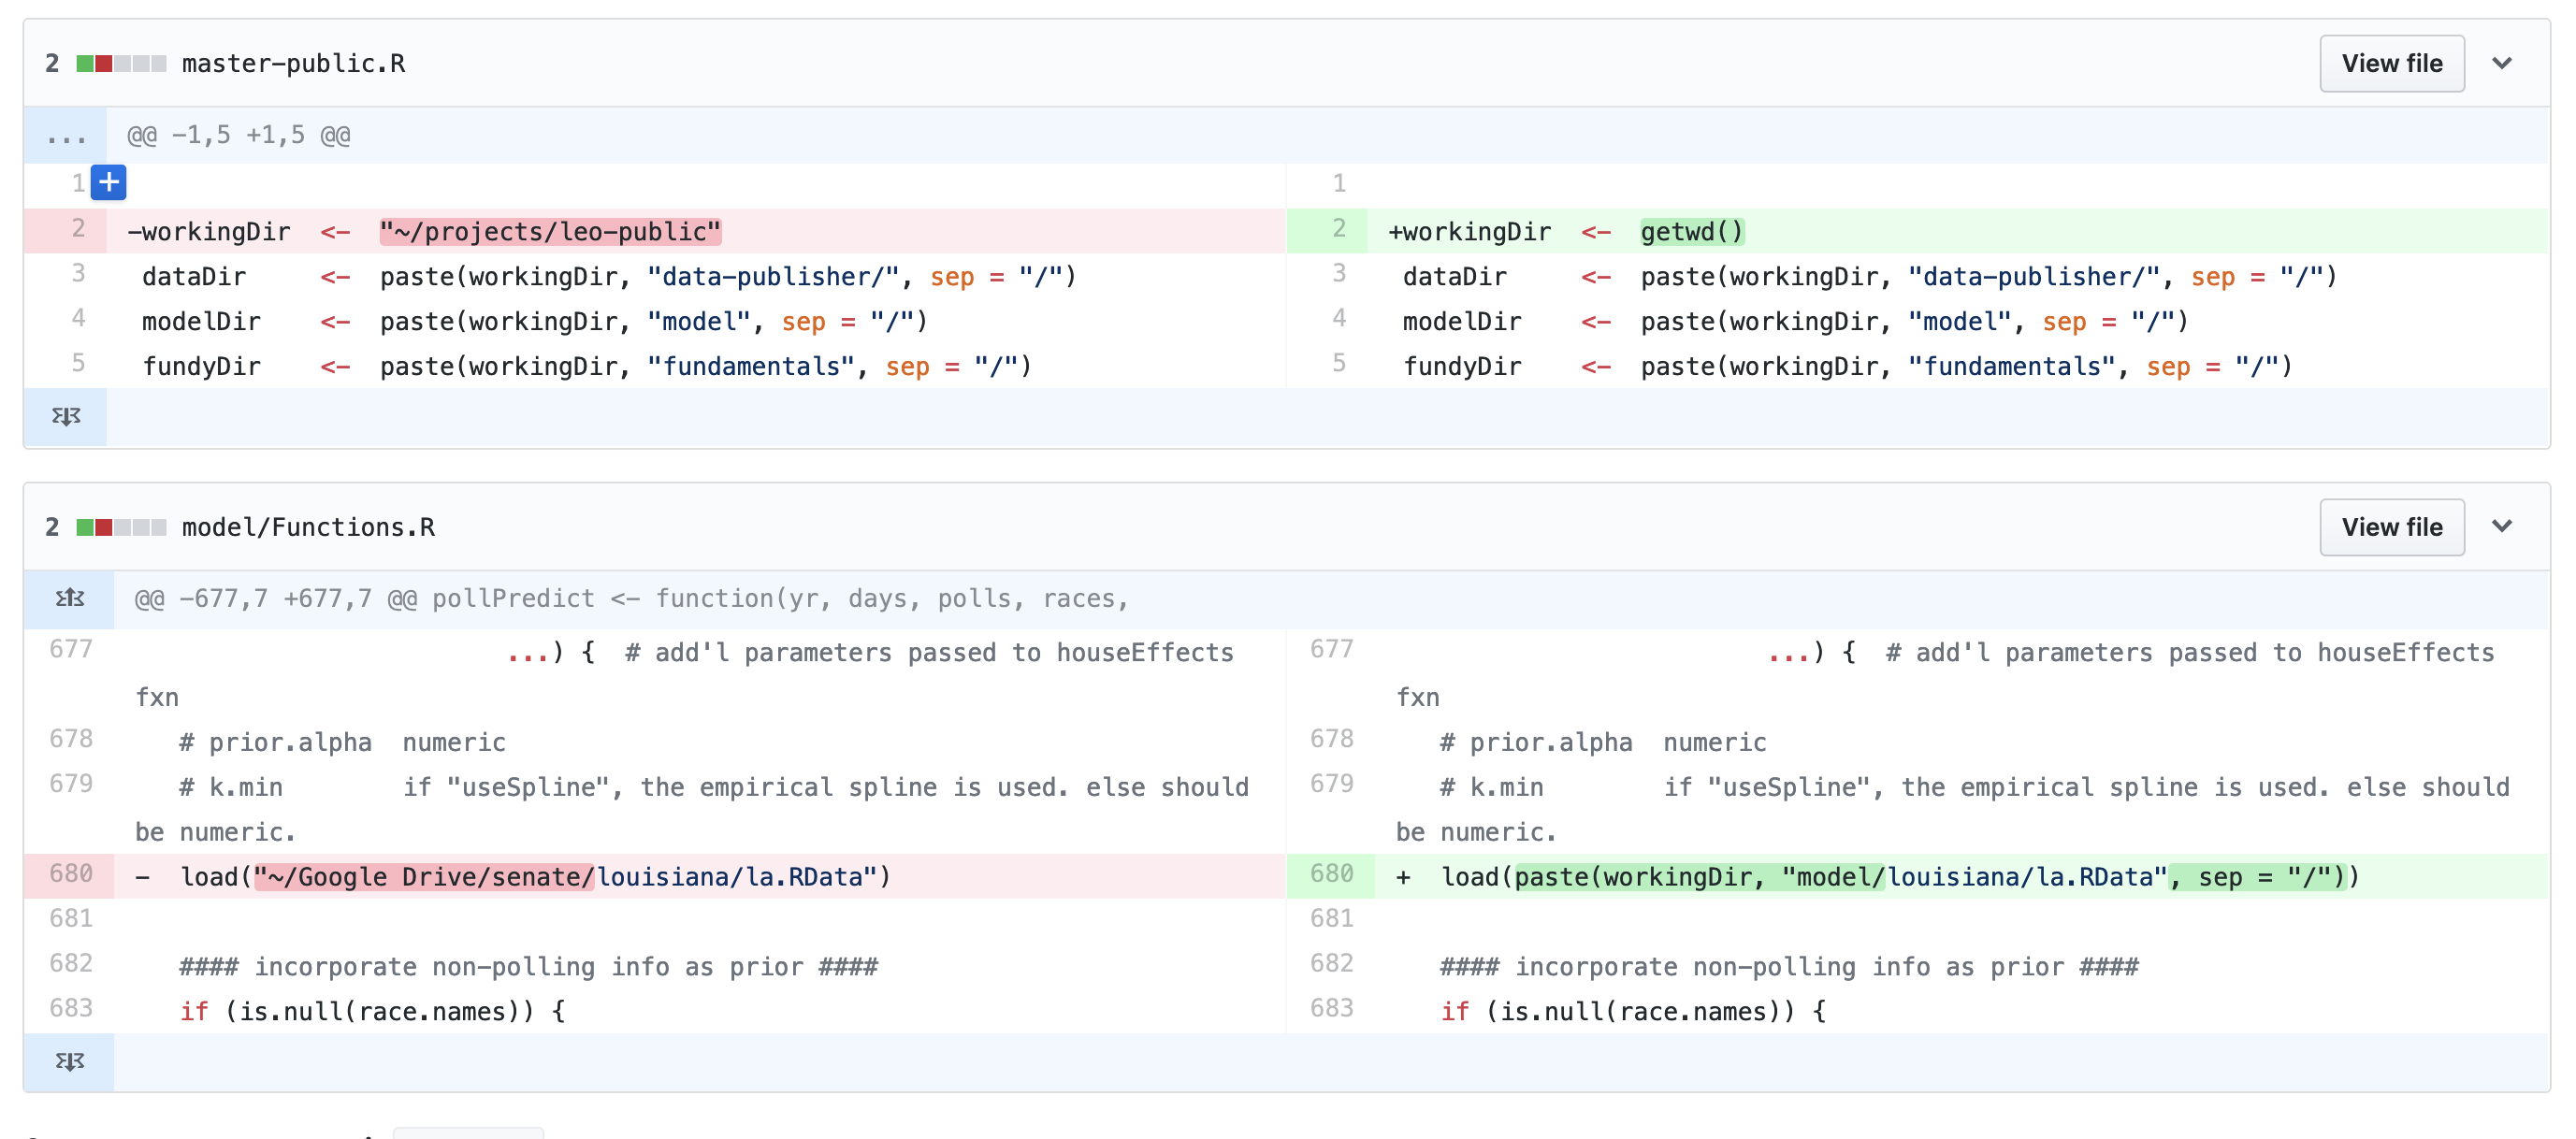 2 master-public.R View file
... @@ -1,5 +1,5 @@
1 1
2 -workingDir <- "~/projects/leo-public" 2 +workingDir <- getwd()
3 dataDir <- paste(workingDir, "data-publisher/", sep = "/") 3 dataDir <- paste(workingDir, "data-publisher/", sep = "/")
4 modelDir <- paste(workingDir, "model", sep = "/") 4 modelDir <- paste(workingDir, "model", sep = "/")
5 fundyDir <- paste(workingDir, "fundamentals", sep = "/") 5 fundyDir <- paste(workingDir, "fundamentals", sep = "/")
2 model/Functions.R View file
@@ -677,7 +677,7 @@ pollPredict <- function(yr, days, polls, races,
677 ...) { # add'l parameters passed to houseEffects 677 ...) { # add'l parameters passed to houseEffects
fxn fxn
678 # prior.alpha numeric 678 # prior.alpha numeric
679 # k.min if "useSpline", the empirical spline is used. else should 679 # k.min if "useSpline", the empirical spline is used. else should
be numeric. be numeric.
680 - load("~/Google Drive/senate/louisiana/la.RData") 680 + load(paste(workingDir, "model/louisiana/la.RData", sep = "/"))
681 681
682 #### incorporate non-polling info as prior #### 682 #### incorporate non-polling info as prior ####
683 if (is.null(race.names)) { 683 if (is.null(race.names)) {